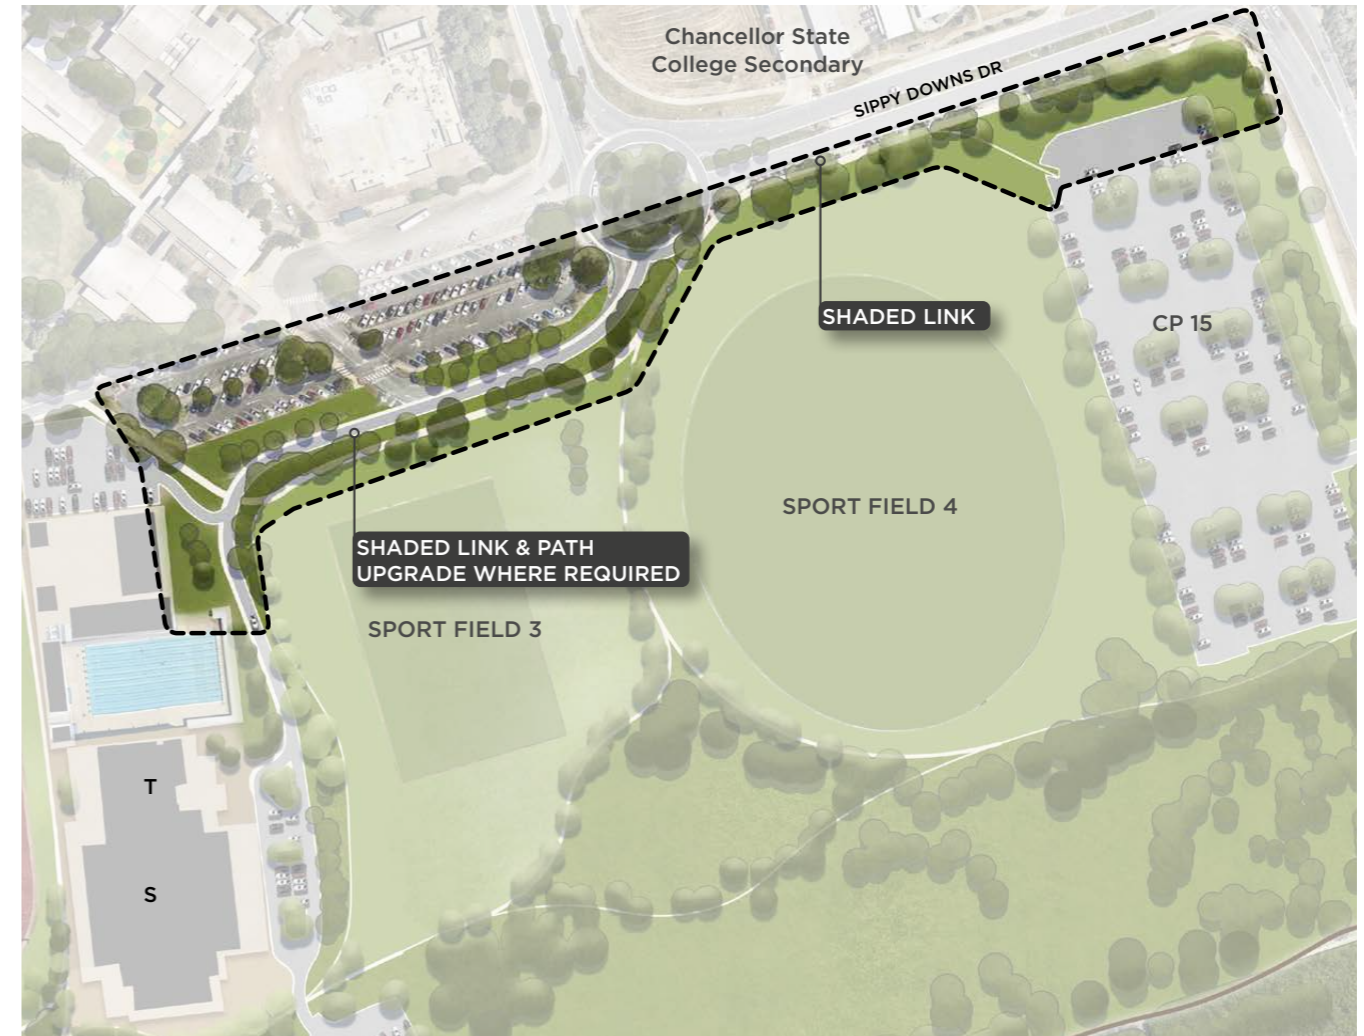 Chancellor State
College Secondary
SIPPY DOWNS DR
SHADED LINK
CP 15
SPORT FIELD 4
SHADED LINK & PATH
UPGRADE WHERE REQUIRED
SPORT FIELD 3
T
S